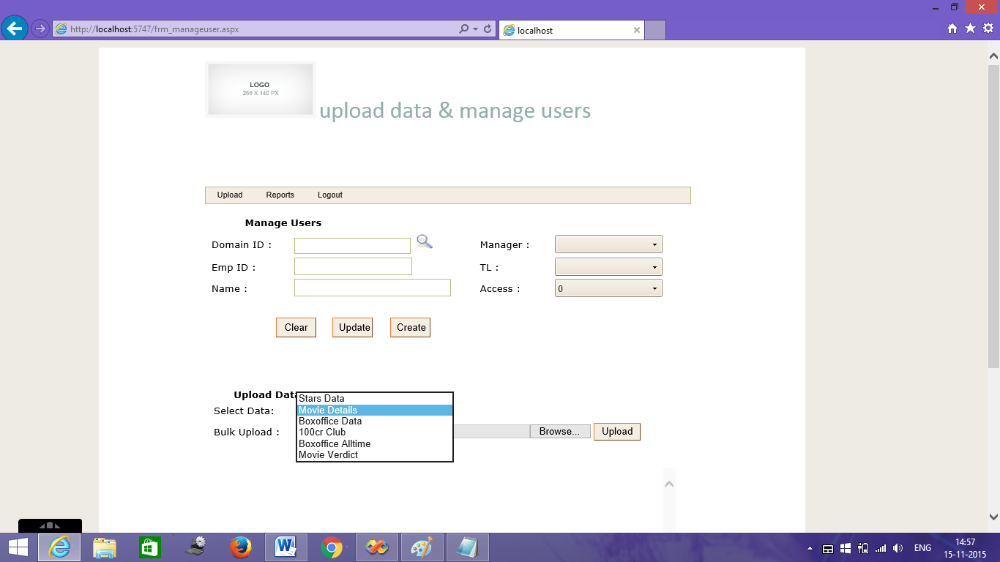 http://localhost:5747/frm_manageuser.aspx
localhost
LOGO
268 X 140 PX
upload data & manage users
Upload Reports Logout
Manage Users
Domain ID : Manager :
Emp ID : TL :
Name : Access : 0
Clear Update Create
Upload Data
Stars Data
Select Data: Movie Details
Boxoffice Data
Bulk Upload : 100cr Club Browse... Upload
Boxoffice Alltime
Movie Verdict
ENG 14:57
15-11-2015